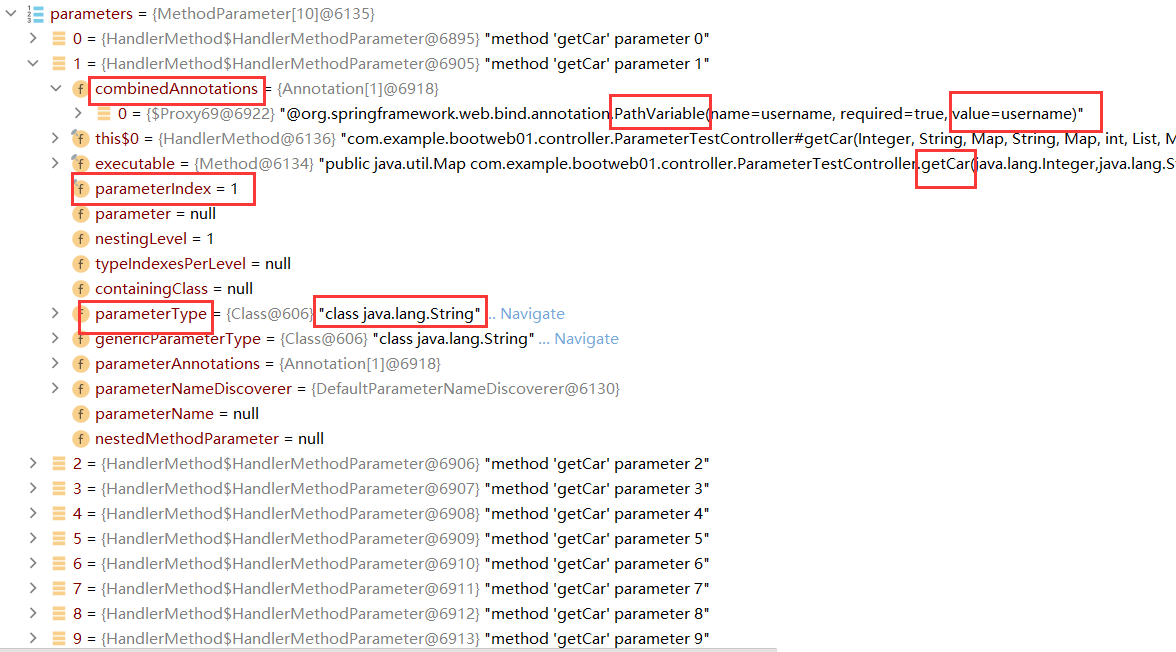 parameters = {MethodParameter[10]@6135}
0 = {HandlerMethod$HandlerMethodParameter@6895} "method 'getCar' parameter 0"
1 = {HandlerMethod$HandlerMethodParameter@6905} "method 'getCar' parameter 1"
combinedAnnotations = {Annotation[1]@6918}
0 = {$Proxy69@6922} "@org.springframework.web.bind.annotation.PathVariable(name=username, required=true, value=username)"
this$0 = {HandlerMethod@6136} "com.example.bootweb01.controller.ParameterTestController#getCar(Integer, String, Map, String, Map, int, List, M
executable = {Method@6134} "public java.util.Map com.example.bootweb01.controller.ParameterTestController.getCar(java.lang.Integer,java.lang.S
parameterIndex = 1
parameter = null
nestingLevel = 1
typeIndexesPerLevel = null
containingClass = null
parameterType = {Class@606} "class java.lang.String" ... Navigate
genericParameterType = {Class@606} "class java.lang.String" ... Navigate
parameterAnnotations = {Annotation[1]@6918}
parameterNameDiscoverer = {DefaultParameterNameDiscoverer@6130}
parameterName = null
nestedMethodParameter = null
2 = {HandlerMethod$HandlerMethodParameter@6906} "method 'getCar' parameter 2"
3 = {HandlerMethod$HandlerMethodParameter@6907} "method 'getCar' parameter 3"
4 = {HandlerMethod$HandlerMethodParameter@6908} "method 'getCar' parameter 4"
5 = {HandlerMethod$HandlerMethodParameter@6909} "method 'getCar' parameter 5"
6 = {HandlerMethod$HandlerMethodParameter@6910} "method 'getCar' parameter 6"
7 = {HandlerMethod$HandlerMethodParameter@6911} "method 'getCar' parameter 7"
8 = {HandlerMethod$HandlerMethodParameter@6912} "method 'getCar' parameter 8"
9 = {HandlerMethod$HandlerMethodParameter@6913} "method 'getCar' parameter 9"